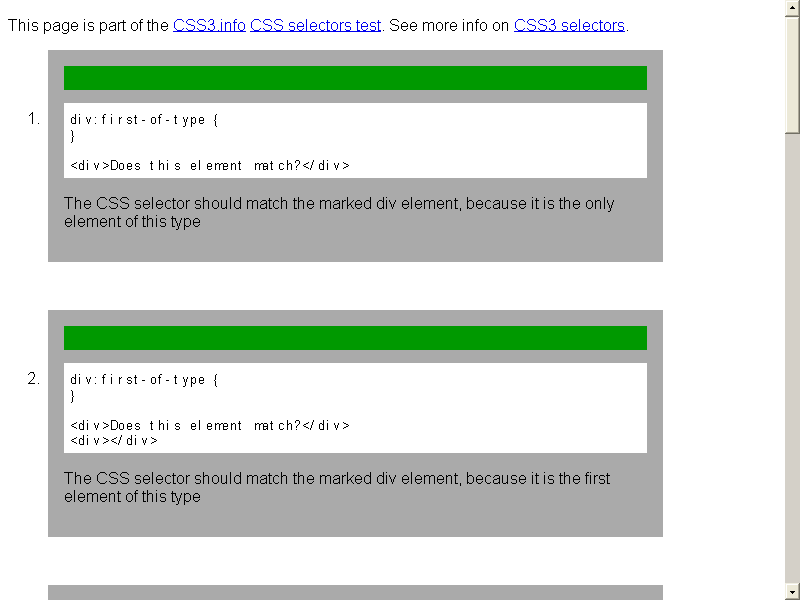 This page is part of the CSS3.info CSS selectors test. See more info on CSS3 selectors.
1.
div:first-of-type {
}
<div>Does this element match?</div>
The CSS selector should match the marked div element, because it is the only
element of this type
2.
div:first-of-type {
}
<div>Does this element match?</div>
<div></div>
The CSS selector should match the marked div element, because it is the first
element of this type